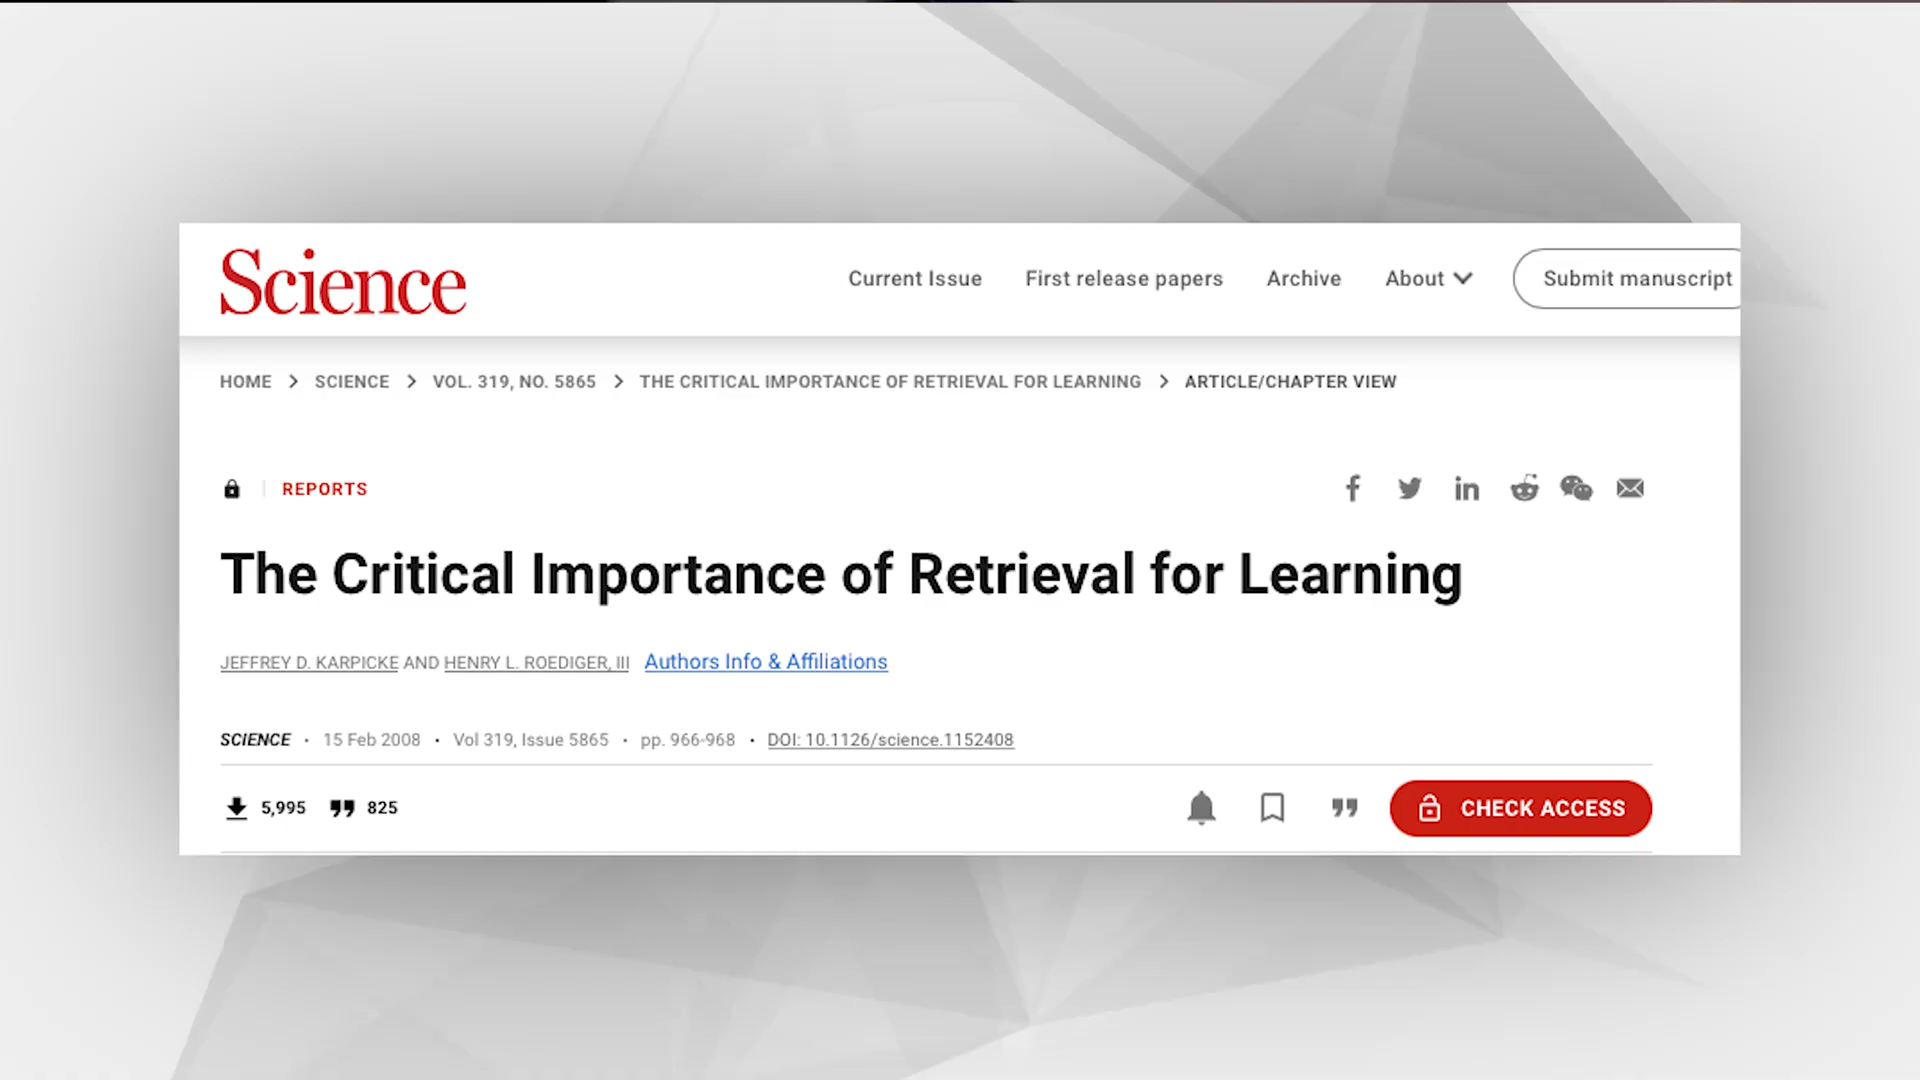 Science
Current Issue First release papers Archive About Submit manuscript
HOME > SCIENCE > VOL. 319, NO. 5865 > THE CRITICAL IMPORTANCE OF RETRIEVAL FOR LEARNING > ARTICLE/CHAPTER VIEW
REPORTS
The Critical Importance of Retrieval for Learning
JEFFREY D. KARPICKE AND HENRY L. ROEDIGER, III Authors Info & Affiliations
SCIENCE · 15 Feb 2008 · Vol 319, Issue 5865 · pp. 966-968 · DOI: 10.1126/science.1152408
5,995 825 CHECK ACCESS